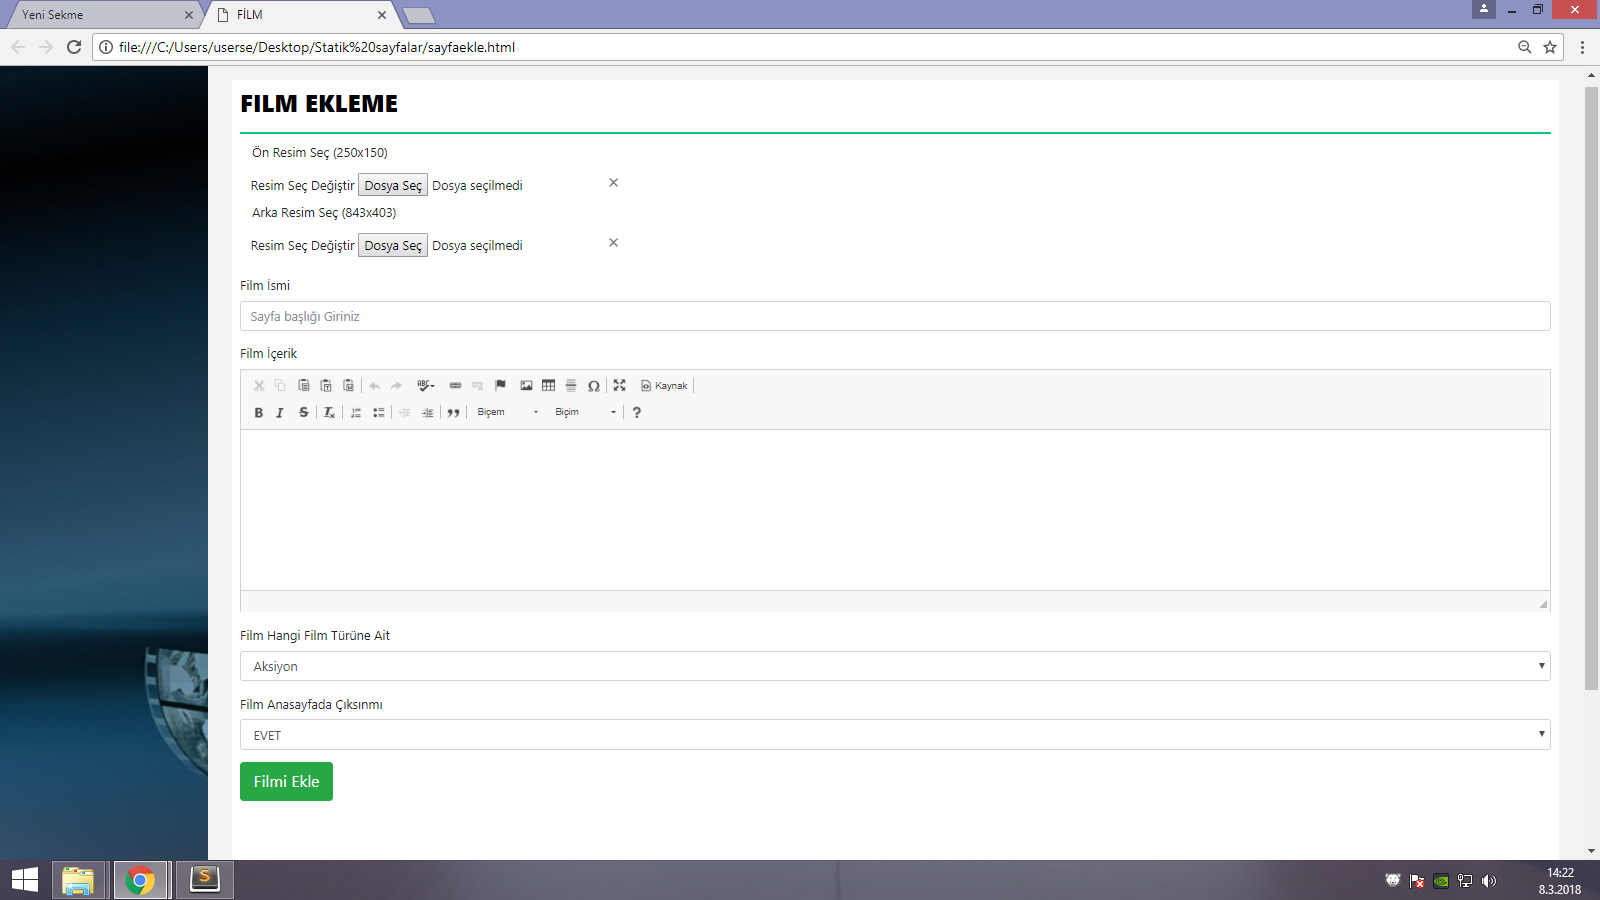 Yeni Sekme
FİLM
file:///C:/Users/userse/Desktop/Statik%20sayfalar/sayfaekle.html
FILM EKLEME
Ön Resim Seç (250x150)
Resim Seç Değiştir Dosya Seç Dosya seçilmedi
Arka Resim Seç (843x403)
Resim Seç Değiştir Dosya Seç Dosya seçilmedi
Film İsmi
Sayfa başlığı Giriniz
Film İçerik
ABC Ω Kaynak
B I S Tx Biçem Biçim ?
Film Hangi Film Türüne Ait
Aksiyon
Film Anasayfada Çıksınmı
EVET
Filmi Ekle
S
14:22
8.3.2018